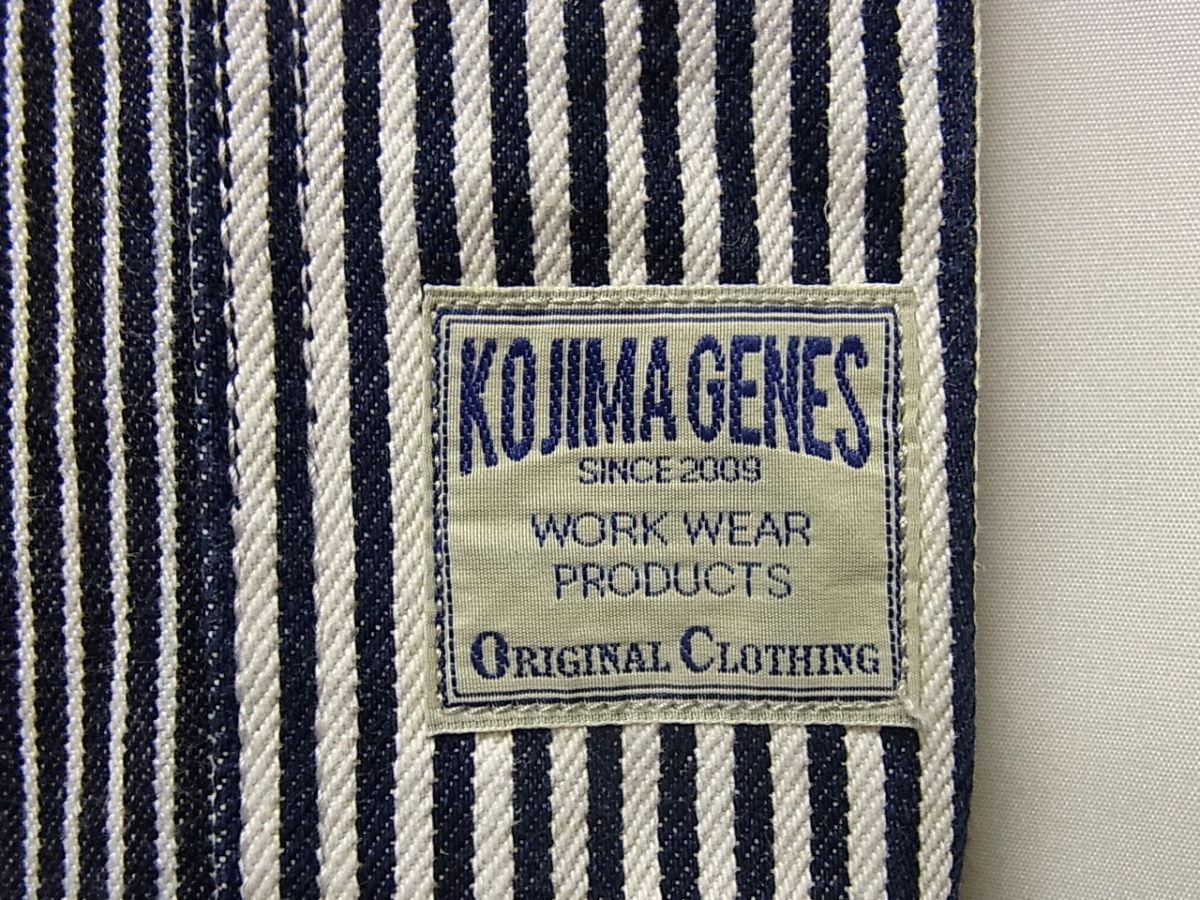 KOJIMA GENES
SINCE 2009
WORK WEAR
PRODUCTS
ORIGINAL CLOTHING